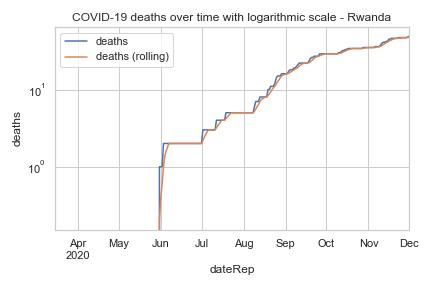 COVID-19 deaths over time with logarithmic scale - Rwanda
deaths
deaths (rolling)
10¹
10⁰
deaths
Apr May Jun Jul Aug Sep Oct Nov Dec
2020
dateRep